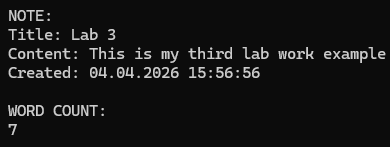 NOTE:
Title: Lab 3
Content: This is my third lab work example
Created: 04.04.2026 15:56:56
WORD COUNT:
7